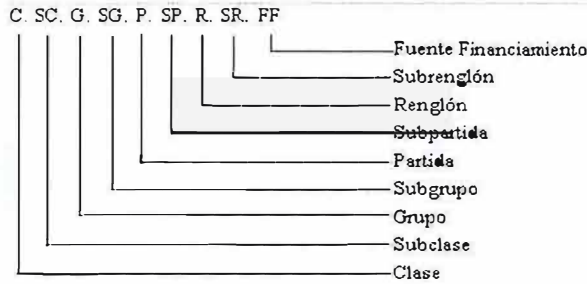 C. SC. G. SG. P. SP. R. SR. FF
Fuente Financiamiento
Subrenglón
Renglón
Subpartida
Partida
Subgrupo
Grupo
Subclase
Clase